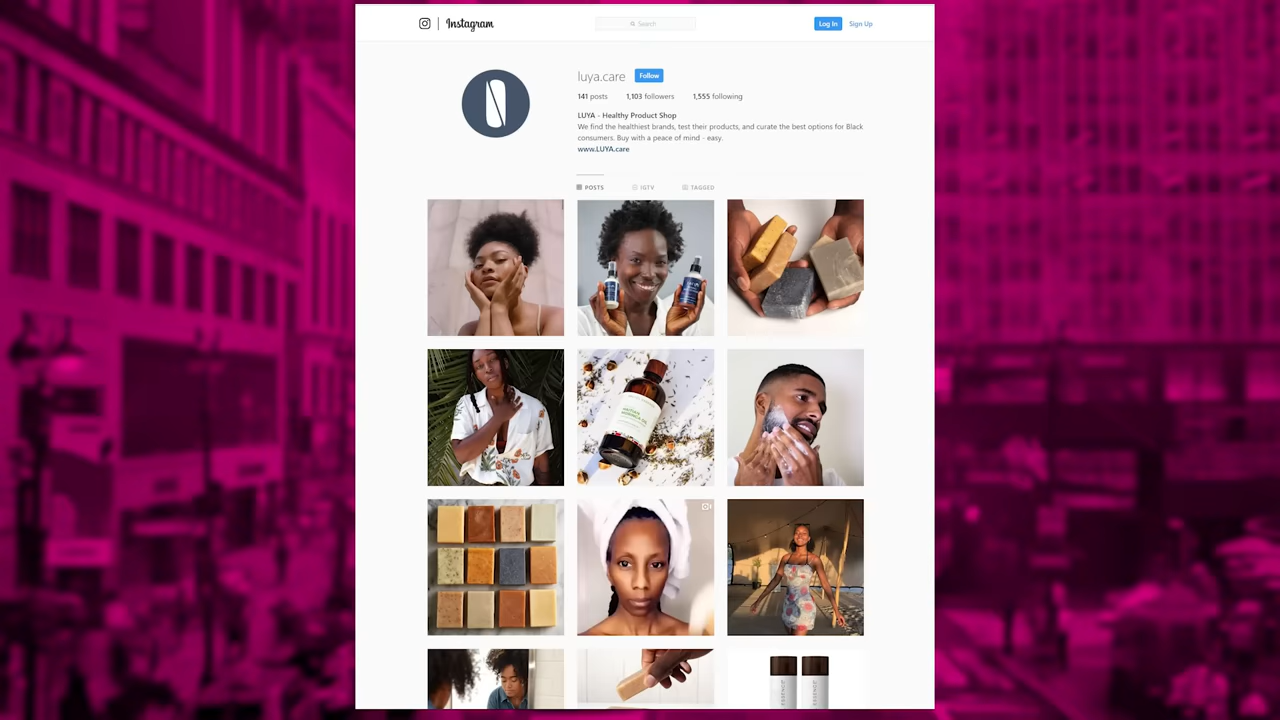 Instagram
Search
Log In
Sign Up
luya.care
Follow
141 posts
1,103 followers
1,555 following
LUYA - Healthy Product Shop
We find the healthiest brands, test their products, and curate the best options for Black
consumers. Buy with a peace of mind - easy.
www.LUYA.care
POSTS
IGTV
TAGGED